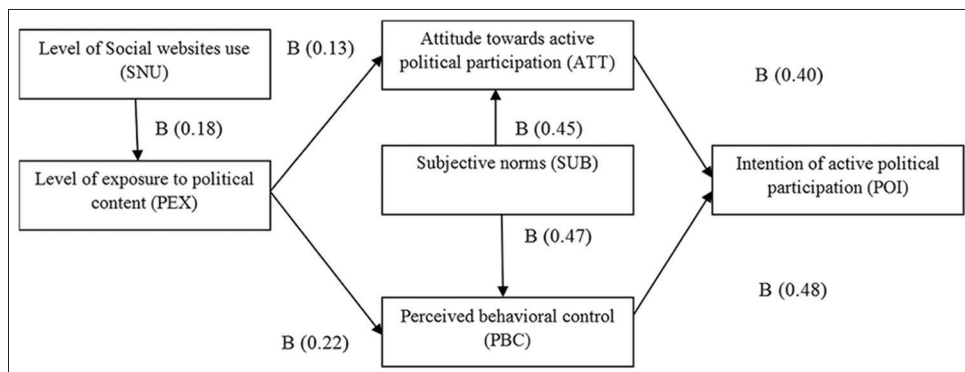 Level of Social websites use
(SNU)
B (0.18)
Level of exposure to political
content (PEX)
B (0.13)
B (0.22)
Attitude towards active
political participation (ATT)
B (0.45)
Subjective norms (SUB)
B (0.47)
Perceived behavioral control
(PBC)
B (0.40)
Intention of active political
participation (POI)
B (0.48)